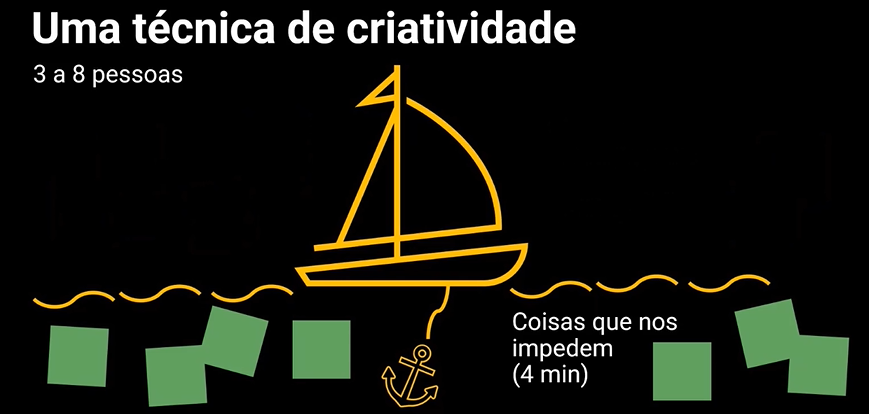 Uma técnica de criatividade
3 a 8 pessoas
Coisas que nos
impedem
(4 min)